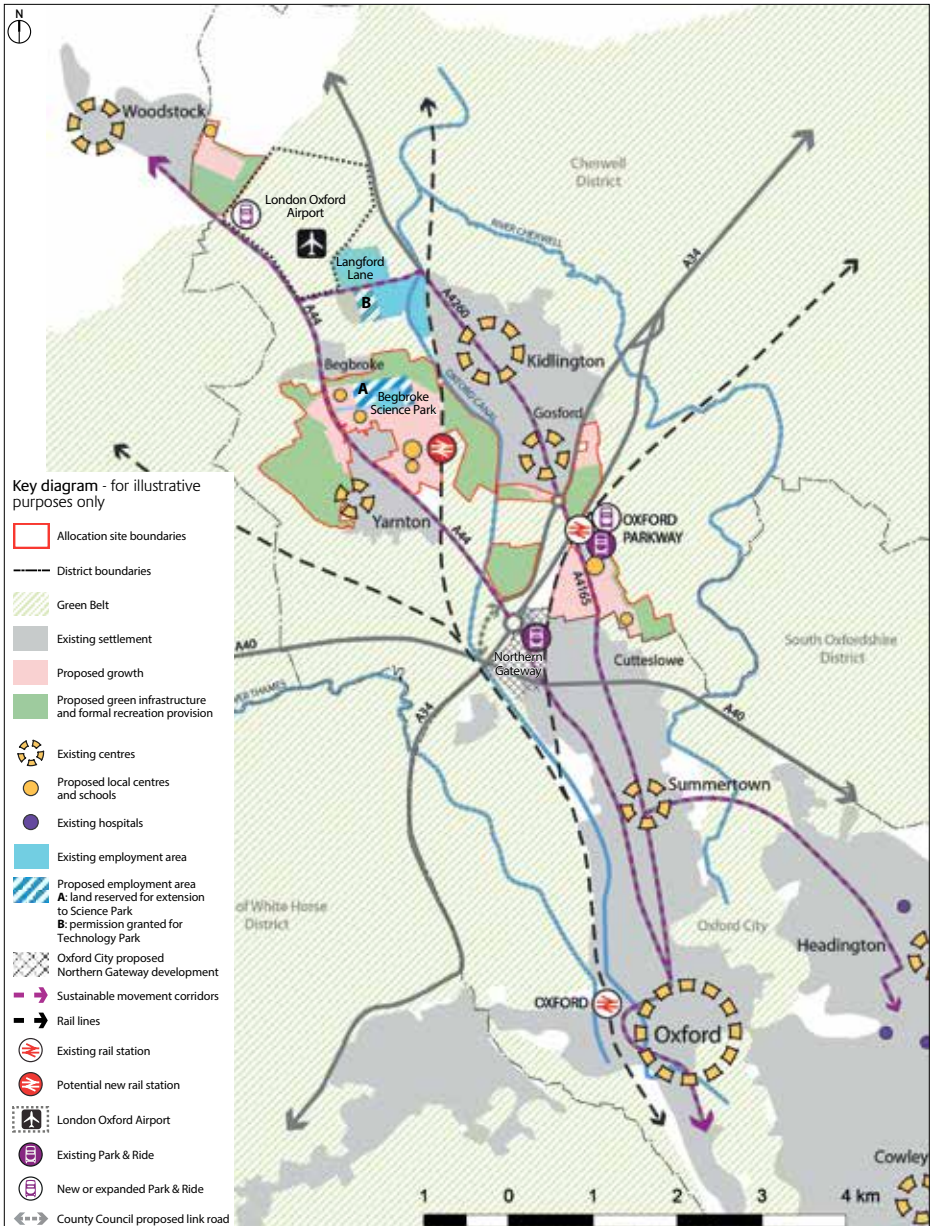 N
Woodstock
Cherwell
District
London Oxford
Airport
RIVER CHERWELL
A34
Langford
Lane
B
A4260
A44
Kidlington
Begbroke
OXFORD CANAL
A
Begbroke
Science Park
Gosford
Key diagram - for illustrative
purposes only
Allocation site boundaries
District boundaries
Green Belt
Existing settlement
Proposed growth
Proposed green infrastructure
and formal recreation provision
Existing centres
Proposed local centres
and schools
Existing hospitals
Existing employment area
Proposed employment area
A: land reserved for extension
to Science Park
B: permission granted for
Technology Park
Oxford City proposed
Northern Gateway development
Sustainable movement corridors
Rail lines
Existing rail station
Potential new rail station
London Oxford Airport
Existing Park & Ride
New or expanded Park & Ride
County Council proposed link road
Yarnton
A44
OXFORD
PARKWAY
A4165
A40
Northern
Gateway
Cutteslowe
South Oxfordshire
District
VER THAMES
A34
A40
Summertown
of White Horse
District
Oxford City
Headington
OXFORD
Oxford
Cowley
1 0 1 2 3 4 km